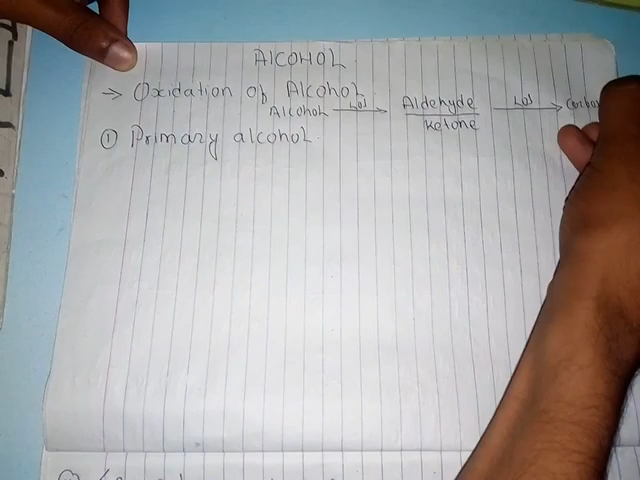 AlCOHOL
→ Oxidation of Alcohol
Alcohol [O] → Aldehyde / Ketone [O] →
① Primary alcohol